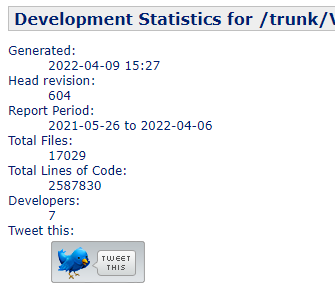 Development Statistics for /trunk/
Generated:
2022-04-09 15:27
Head revision:
604
Report Period:
2021-05-26 to 2022-04-06
Total Files:
17029
Total Lines of Code:
2587830
Developers:
7
Tweet this:
TWEET
THIS